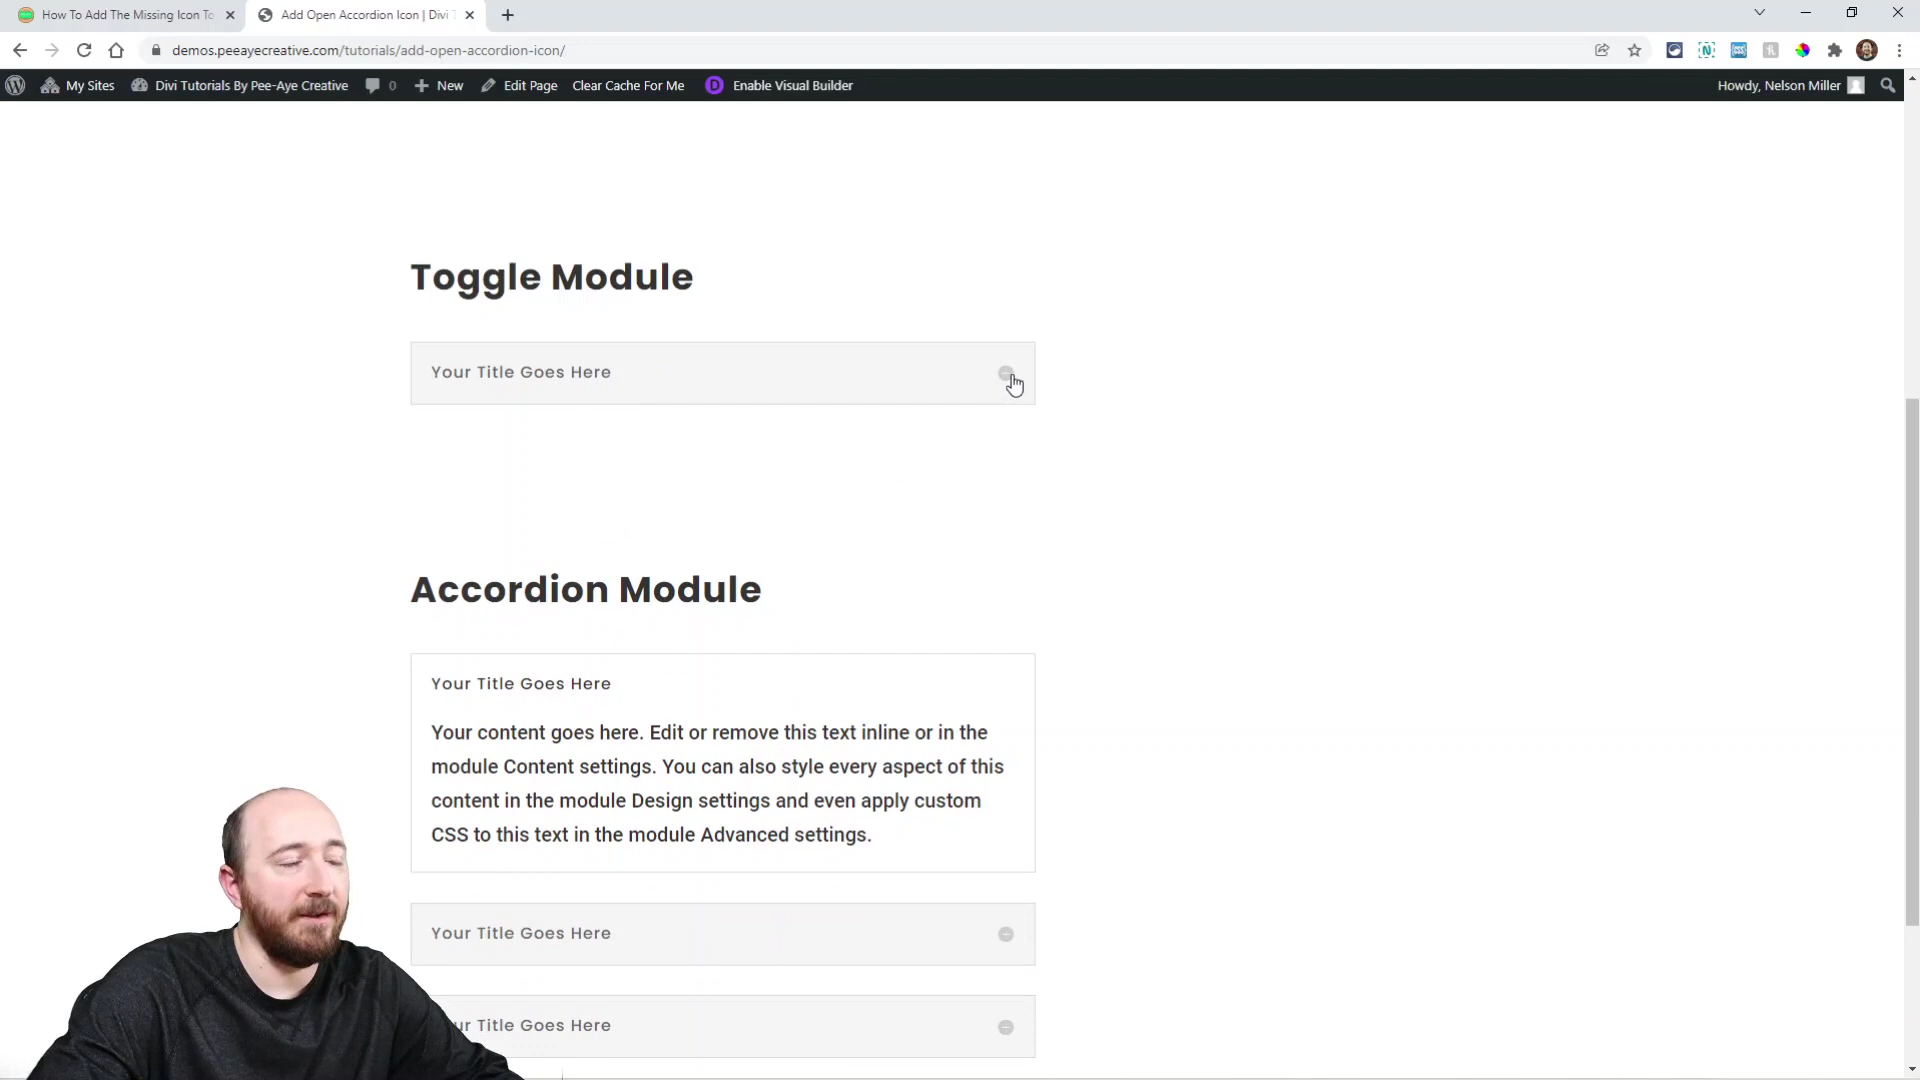 How To Add The Missing Icon To
Add Open Accordion Icon | Divi T
demos.peeayecreative.com/tutorials/add-open-accordion-icon/
My Sites
Divi Tutorials By Pee-Aye Creative
0
New
Edit Page
Clear Cache For Me
D
Enable Visual Builder
Howdy, Nelson Miller
Toggle Module
Your Title Goes Here
Accordion Module
Your Title Goes Here
Your content goes here. Edit or remove this text inline or in the
module Content settings. You can also style every aspect of this
content in the module Design settings and even apply custom
CSS to this text in the module Advanced settings.
Your Title Goes Here
ur Title Goes Here